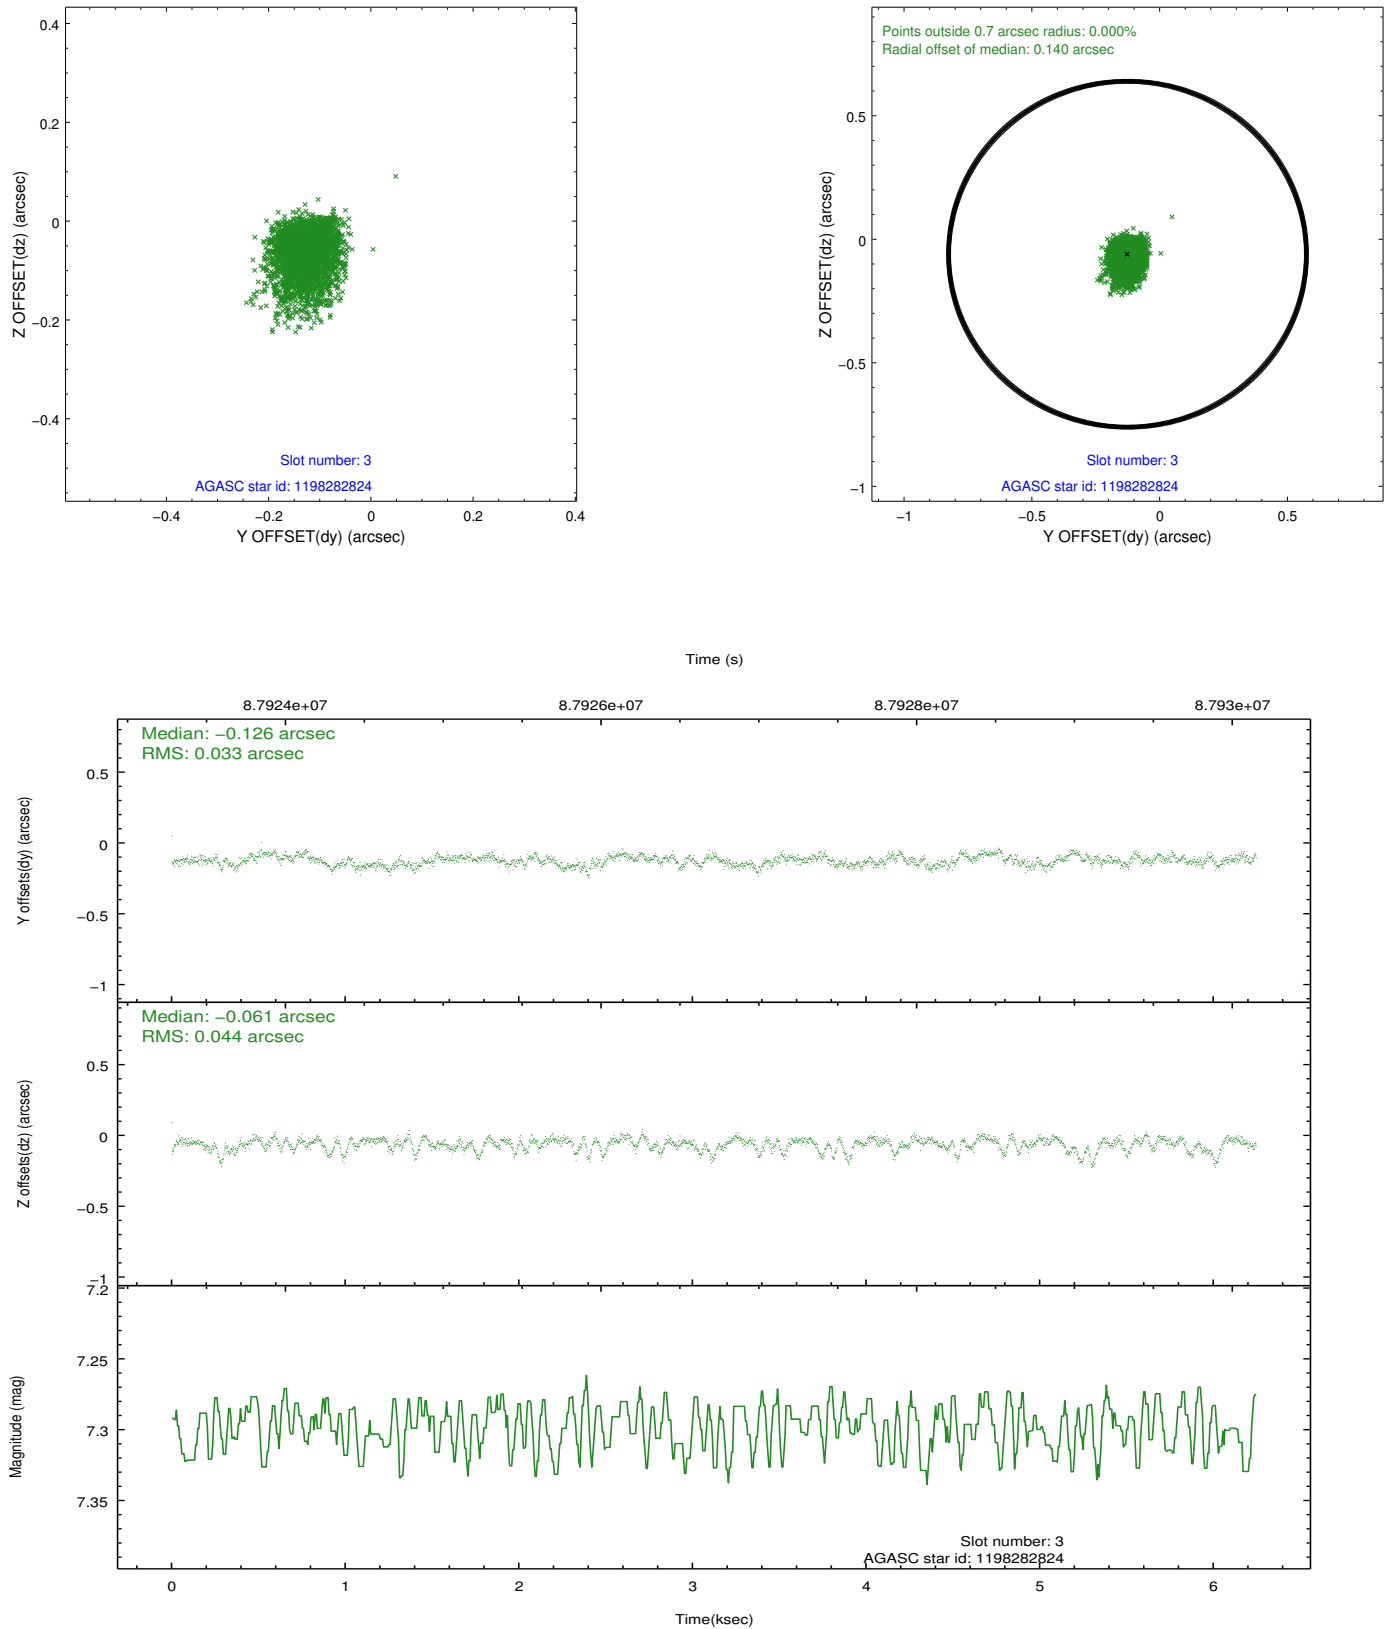 0.4
0.2
0
−0.2
−0.4
Z OFFSET(dz) (arcsec)
Slot number: 3
AGASC star id: 1198282824
−0.4 −0.2 0 0.2 0.4
Y OFFSET(dy) (arcsec)
Points outside 0.7 arcsec radius: 0.000%
Radial offset of median: 0.140 arcsec
0.5
0
−0.5
−1
Z OFFSET(dz) (arcsec)
Slot number: 3
AGASC star id: 1198282824
−1 −0.5 0 0.5
Y OFFSET(dy) (arcsec)
Time (s)
8.7924e+07 8.7926e+07 8.7928e+07 8.793e+07
Median: −0.126 arcsec
RMS: 0.033 arcsec
0.5
0
−0.5
−1
Y offsets(dy) (arcsec)
Median: −0.061 arcsec
RMS: 0.044 arcsec
0.5
0
−0.5
−1
Z offsets(dz) (arcsec)
7.2
7.25
7.3
7.35
Magnitude (mag)
Slot number: 3
AGASC star id: 1198282824
0 1 2 3 4 5 6
Time(ksec)